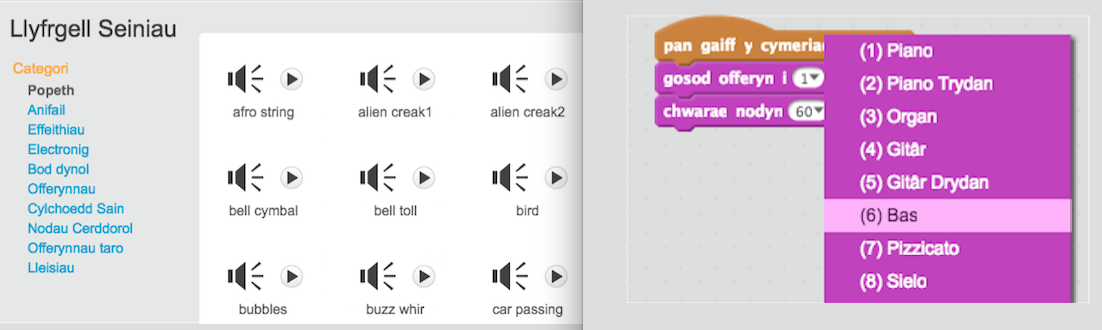 Llyfrgell Seiniau
Categori
Popeth
Anifail
Effeithiau
Electronig
Bod dynol
Offerynnau
Cylchoedd Sain
Nodau Cerddorol
Offerynnau taro
Lleisiau
afro string alien creak1 alien creak2
bell cymbal bell toll bird
bubbles buzz whir car passing
pan gaiff y
gosod offeryn i 1
chwarae nodyn 60
(1) Piano
(2) Piano Trydan
(3) Organ
(4) Gitâr
(5) Gitâr Drydan
(6) Bas
(7) Pizzicato
(8) Sielo